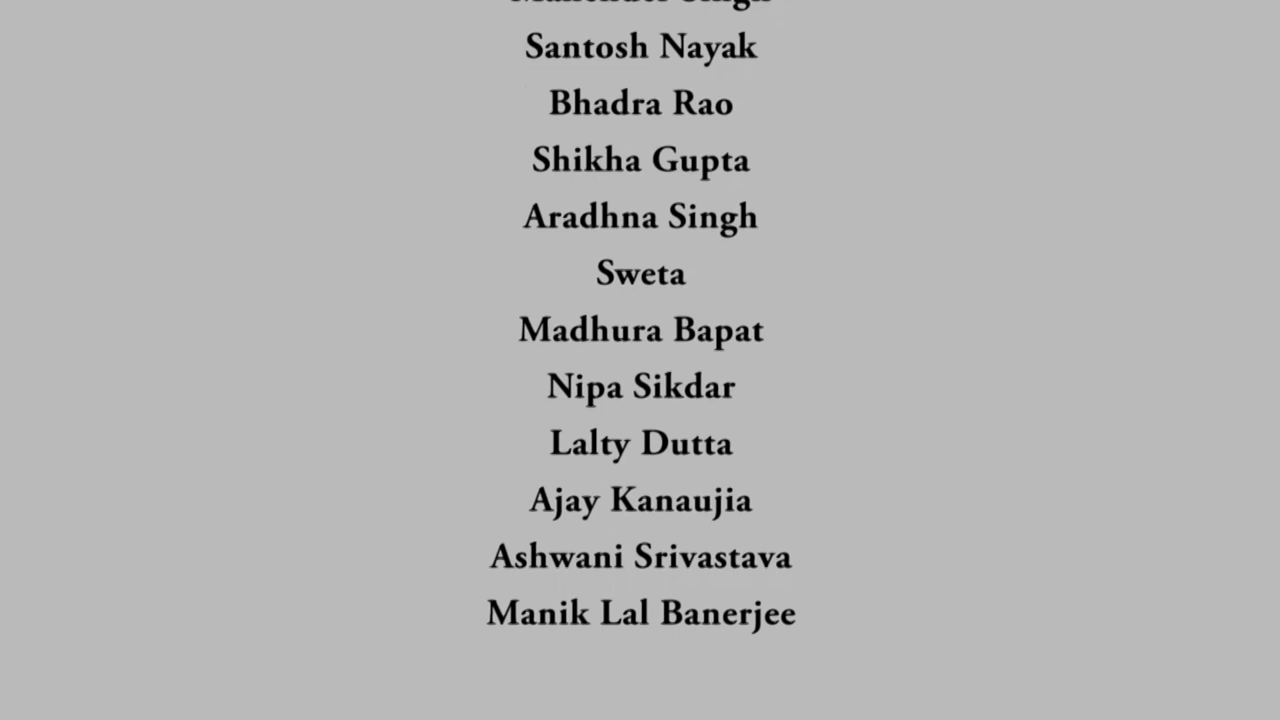 Santosh Nayak
Bhadra Rao
Shikha Gupta
Aradhna Singh
Sweta
Madhura Bapat
Nipa Sikdar
Lalty Dutta
Ajay Kanaujia
Ashwani Srivastava
Manik Lal Banerjee